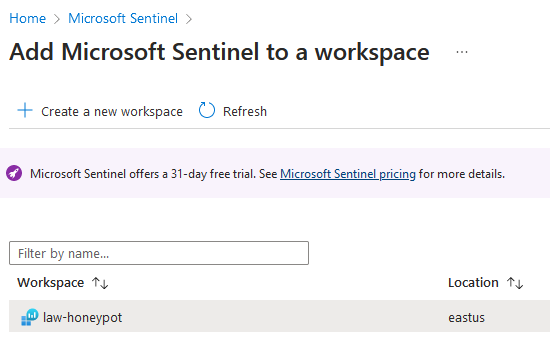 Home > Microsoft Sentinel >
Add Microsoft Sentinel to a workspace ...
+ Create a new workspace Refresh
Microsoft Sentinel offers a 31-day free trial. See Microsoft Sentinel pricing for more details.
Filter by name...
Workspace ↑↓ Location ↑↓
law-honeypot eastus